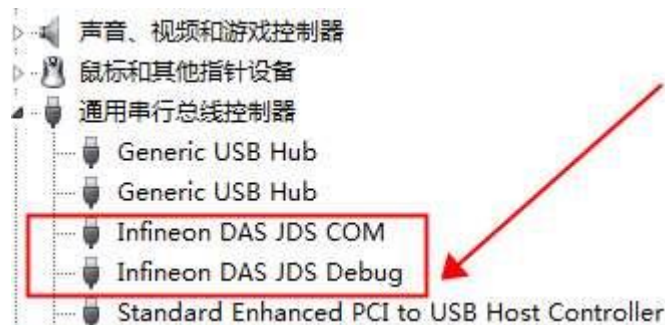 声音、视频和游戏控制器
鼠标和其他指针设备
通用串行总线控制器
Generic USB Hub
Generic USB Hub
Infineon DAS JDS COM
Infineon DAS JDS Debug
Standard Enhanced PCI to USB Host Controller